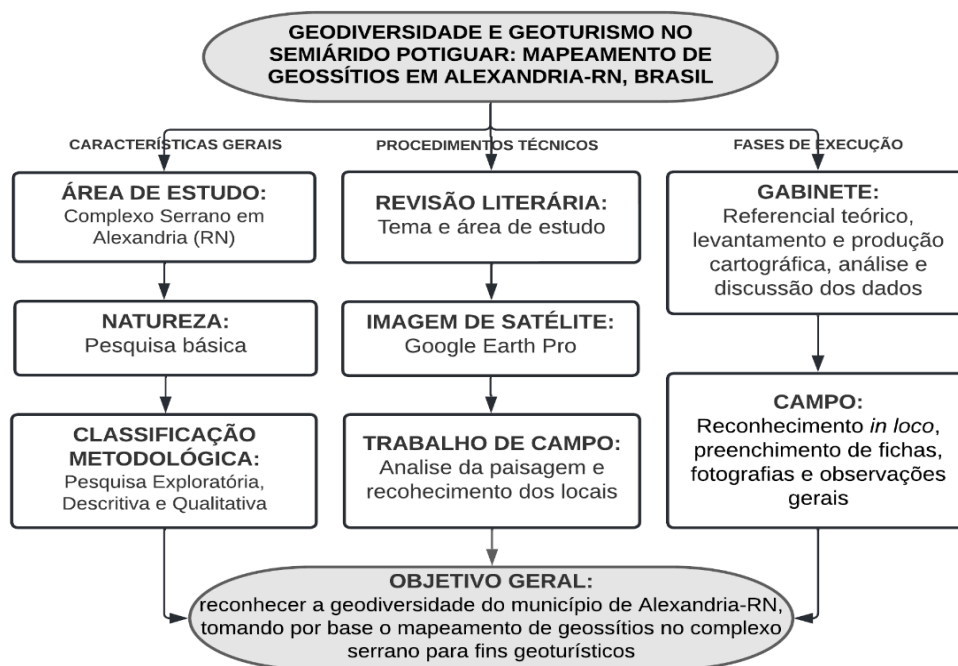 GEODIVERSIDADE E GEOTURISMO NO
SEMIÁRIDO POTIGUAR: MAPEAMENTO DE
GEOSSÍTIOS EM ALEXANDRIA-RN, BRASIL
CARACTERÍSTICAS GERAIS
ÁREA DE ESTUDO:
Complexo Serrano em
Alexandria (RN)
NATUREZA:
Pesquisa básica
CLASSIFICAÇÃO
METODOLÓGICA:
Pesquisa Exploratória,
Descritiva e Qualitativa
PROCEDIMENTOS TÉCNICOS
REVISÃO LITERÁRIA:
Tema e área de estudo
IMAGEM DE SATÉLITE:
Google Earth Pro
TRABALHO DE CAMPO:
Analise da paisagem e
recohecimento dos locais
FASES DE EXECUÇÃO
GABINETE:
Referencial teórico,
levantamento e produção
cartográfica, análise e
discussão dos dados
CAMPO:
Reconhecimento in loco,
preenchimento de fichas,
fotografias e observações
gerais
OBJETIVO GERAL:
reconhecer a geodiversidade do município de Alexandria-RN,
tomando por base o mapeamento de geossítios no complexo
serrano para fins geoturísticos